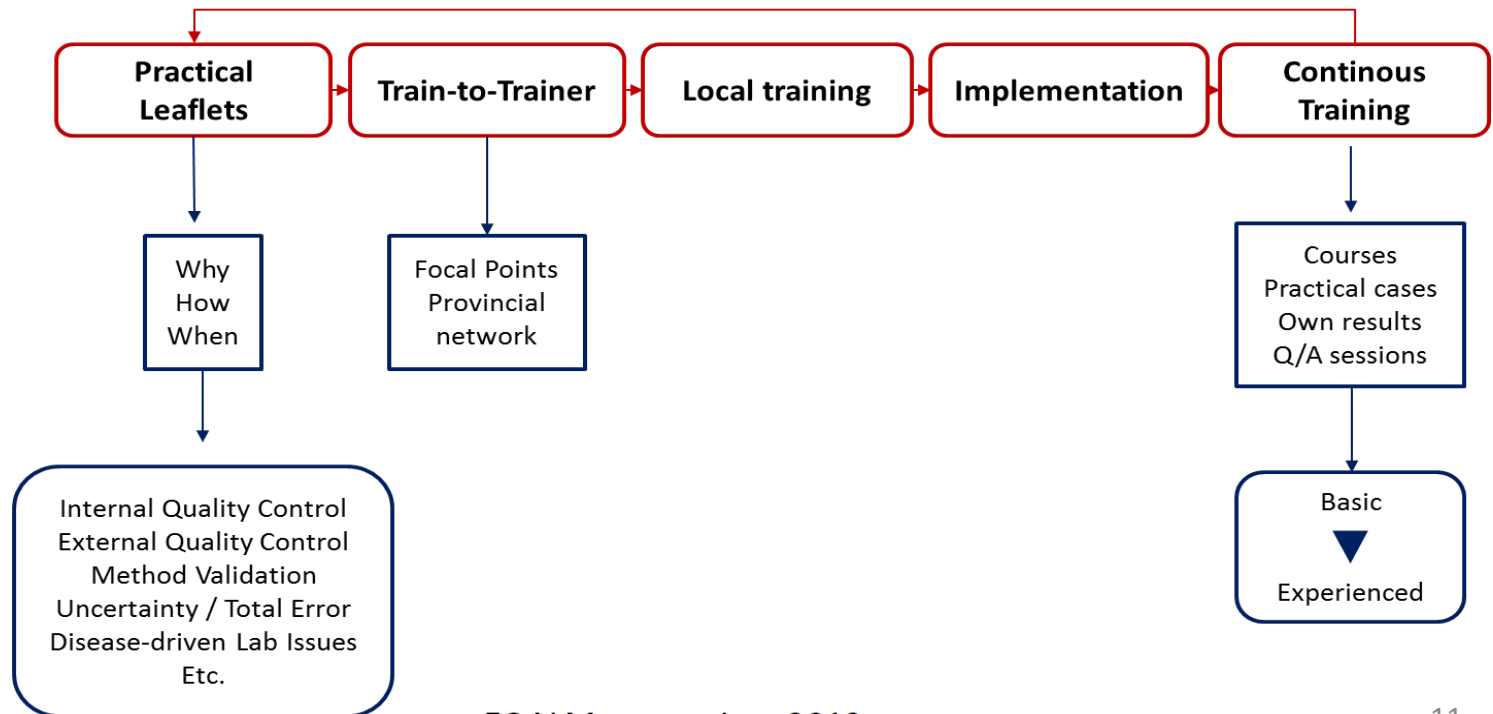 Practical
Leaflets
Train-to-Trainer
Local training
Implementation
Continous
Training
Why
How
When
Focal Points
Provincial
network
Courses
Practical cases
Own results
Q/A sessions
Internal Quality Control
External Quality Control
Method Validation
Uncertainty / Total Error
Disease-driven Lab Issues
Etc.
Basic
Experienced
11